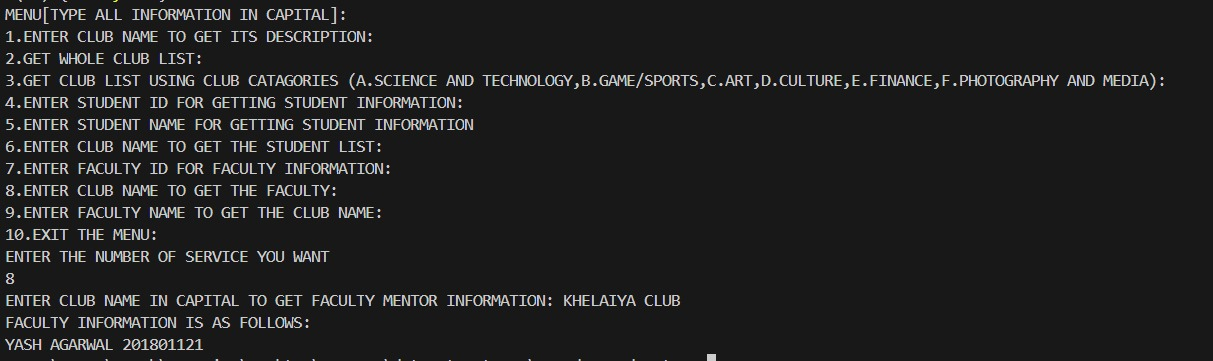 MENU[TYPE ALL INFORMATION IN CAPITAL]:
1.ENTER CLUB NAME TO GET ITS DESCRIPTION:
2.GET WHOLE CLUB LIST:
3.GET CLUB LIST USING CLUB CATAGORIES (A.SCIENCE AND TECHNOLOGY,B.GAME/SPORTS,C.ART,D.CULTURE,E.FINANCE,F.PHOTOGRAPHY AND MEDIA):
4.ENTER STUDENT ID FOR GETTING STUDENT INFORMATION:
5.ENTER STUDENT NAME FOR GETTING STUDENT INFORMATION
6.ENTER CLUB NAME TO GET THE STUDENT LIST:
7.ENTER FACULTY ID FOR FACULTY INFORMATION:
8.ENTER CLUB NAME TO GET THE FACULTY:
9.ENTER FACULTY NAME TO GET THE CLUB NAME:
10.EXIT THE MENU:
ENTER THE NUMBER OF SERVICE YOU WANT
8
ENTER CLUB NAME IN CAPITAL TO GET FACULTY MENTOR INFORMATION: KHELAIYA CLUB
FACULTY INFORMATION IS AS FOLLOWS:
YASH AGARWAL 201801121